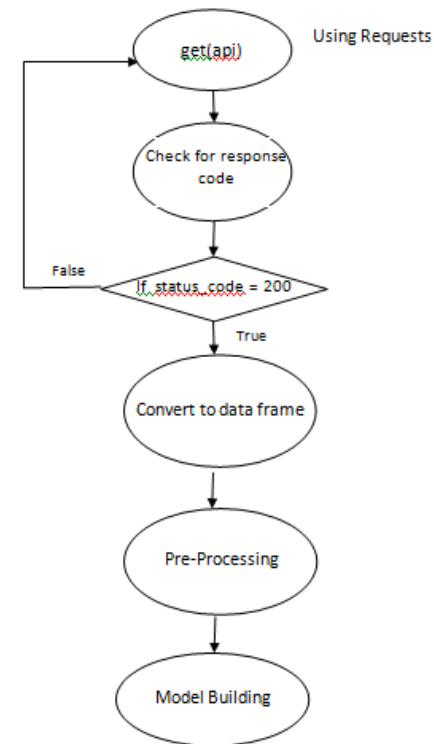 get(api)
Using Requests
Check for response
code
False
If status_code = 200
True
Convert to data frame
Pre-Processing
Model Building